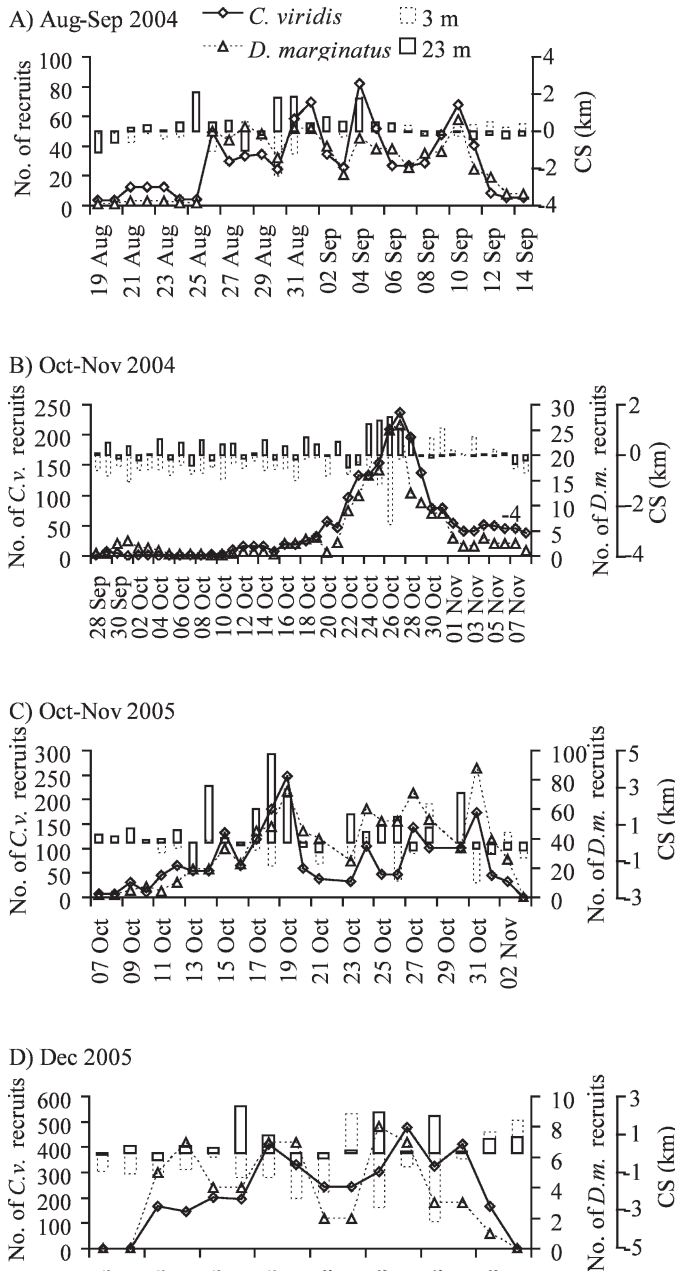 A) Aug-Sep 2004
C. viridis
3 m
D. marginatus
23 m
No. of recruits
100
80
60
40
20
0
4
2
0
-2
-4
CS (km)
19 Aug
21 Aug
23 Aug
25 Aug
27 Aug
29 Aug
31 Aug
02 Sep
04 Sep
06 Sep
08 Sep
10 Sep
12 Sep
14 Sep
B) Oct-Nov 2004
No. of C.v. recruits
250
200
150
100
50
0
-4
30
25
20
15
10
5
0
No. of D.m. recruits
2
0
-2
-4
CS (km)
28 Sep
30 Sep
02 Oct
04 Oct
06 Oct
08 Oct
10 Oct
12 Oct
14 Oct
16 Oct
18 Oct
20 Oct
22 Oct
24 Oct
26 Oct
28 Oct
30 Oct
01 Nov
03 Nov
05 Nov
07 Nov
C) Oct-Nov 2005
No. of C.v. recruits
300
250
200
150
100
50
0
100
80
60
40
20
0
No. of D.m. recruits
5
3
1
-1
-3
CS (km)
07 Oct
09 Oct
11 Oct
13 Oct
15 Oct
17 Oct
19 Oct
21 Oct
23 Oct
25 Oct
27 Oct
29 Oct
31 Oct
02 Nov
D) Dec 2005
No. of C.v. recruits
600
500
400
300
200
100
0
10
8
6
4
2
0
No. of D.m. recruits
3
1
-1
-3
-5
CS (km)